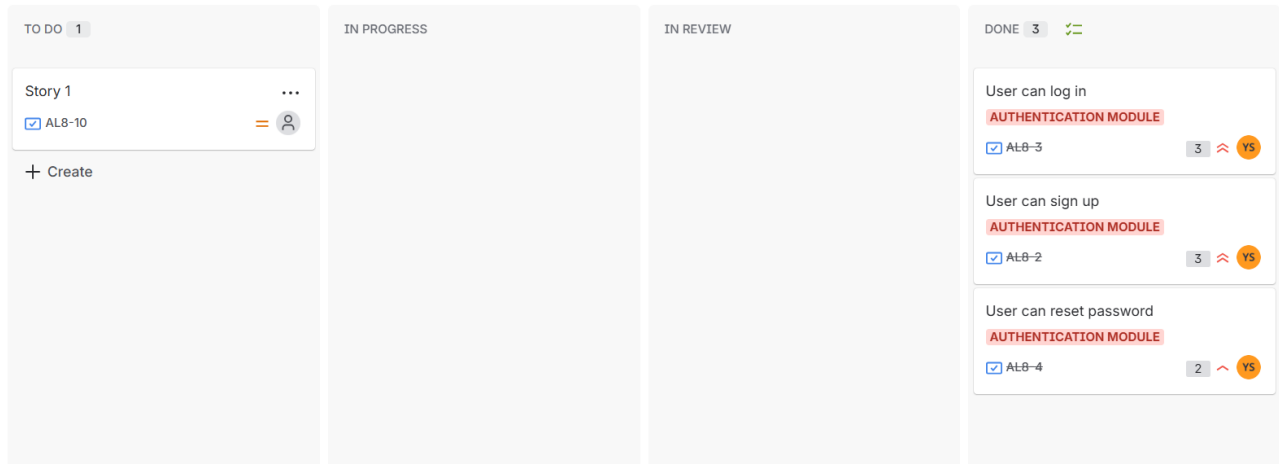 TO DO 1
Story 1
AL8-10
Create
IN PROGRESS
IN REVIEW
DONE 3
User can log in
AUTHENTICATION MODULE
AL8-3 3 YS
User can sign up
AUTHENTICATION MODULE
AL8-2 3 YS
User can reset password
AUTHENTICATION MODULE
AL8-4 2 YS